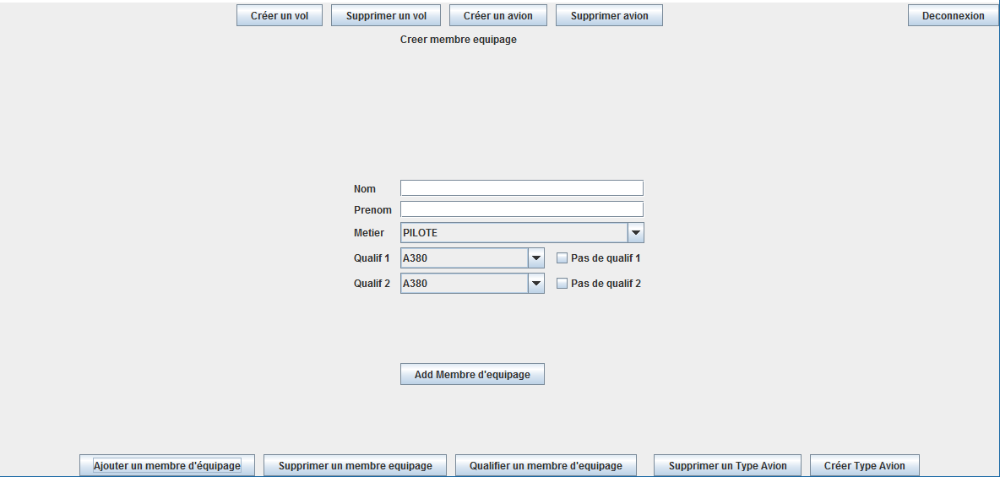 Créer un vol Supprimer un vol Créer un avion Supprimer avion Deconnexion
Creer membre equipage
Nom
Prenom
Metier PILOTE
Qualif 1 A380 Pas de qualif 1
Qualif 2 A380 Pas de qualif 2
Add Membre d'equipage
Ajouter un membre d'équipage Supprimer un membre equipage Qualifier un membre d'equipage Supprimer un Type Avion Créer Type Avion